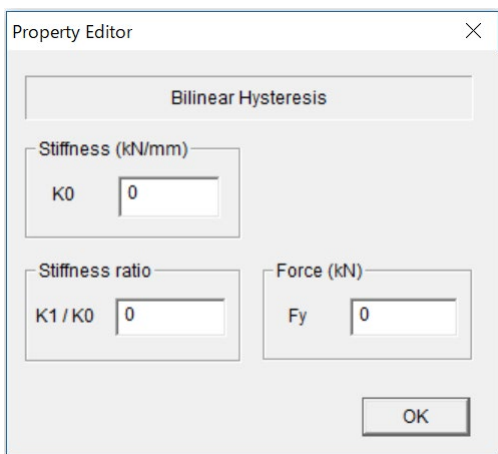 Property Editor
Bilinear Hysteresis
Stiffness (kN/mm)
K0 0
Stiffness ratio
K1 / K0 0
Force (kN)
Fy 0
OK